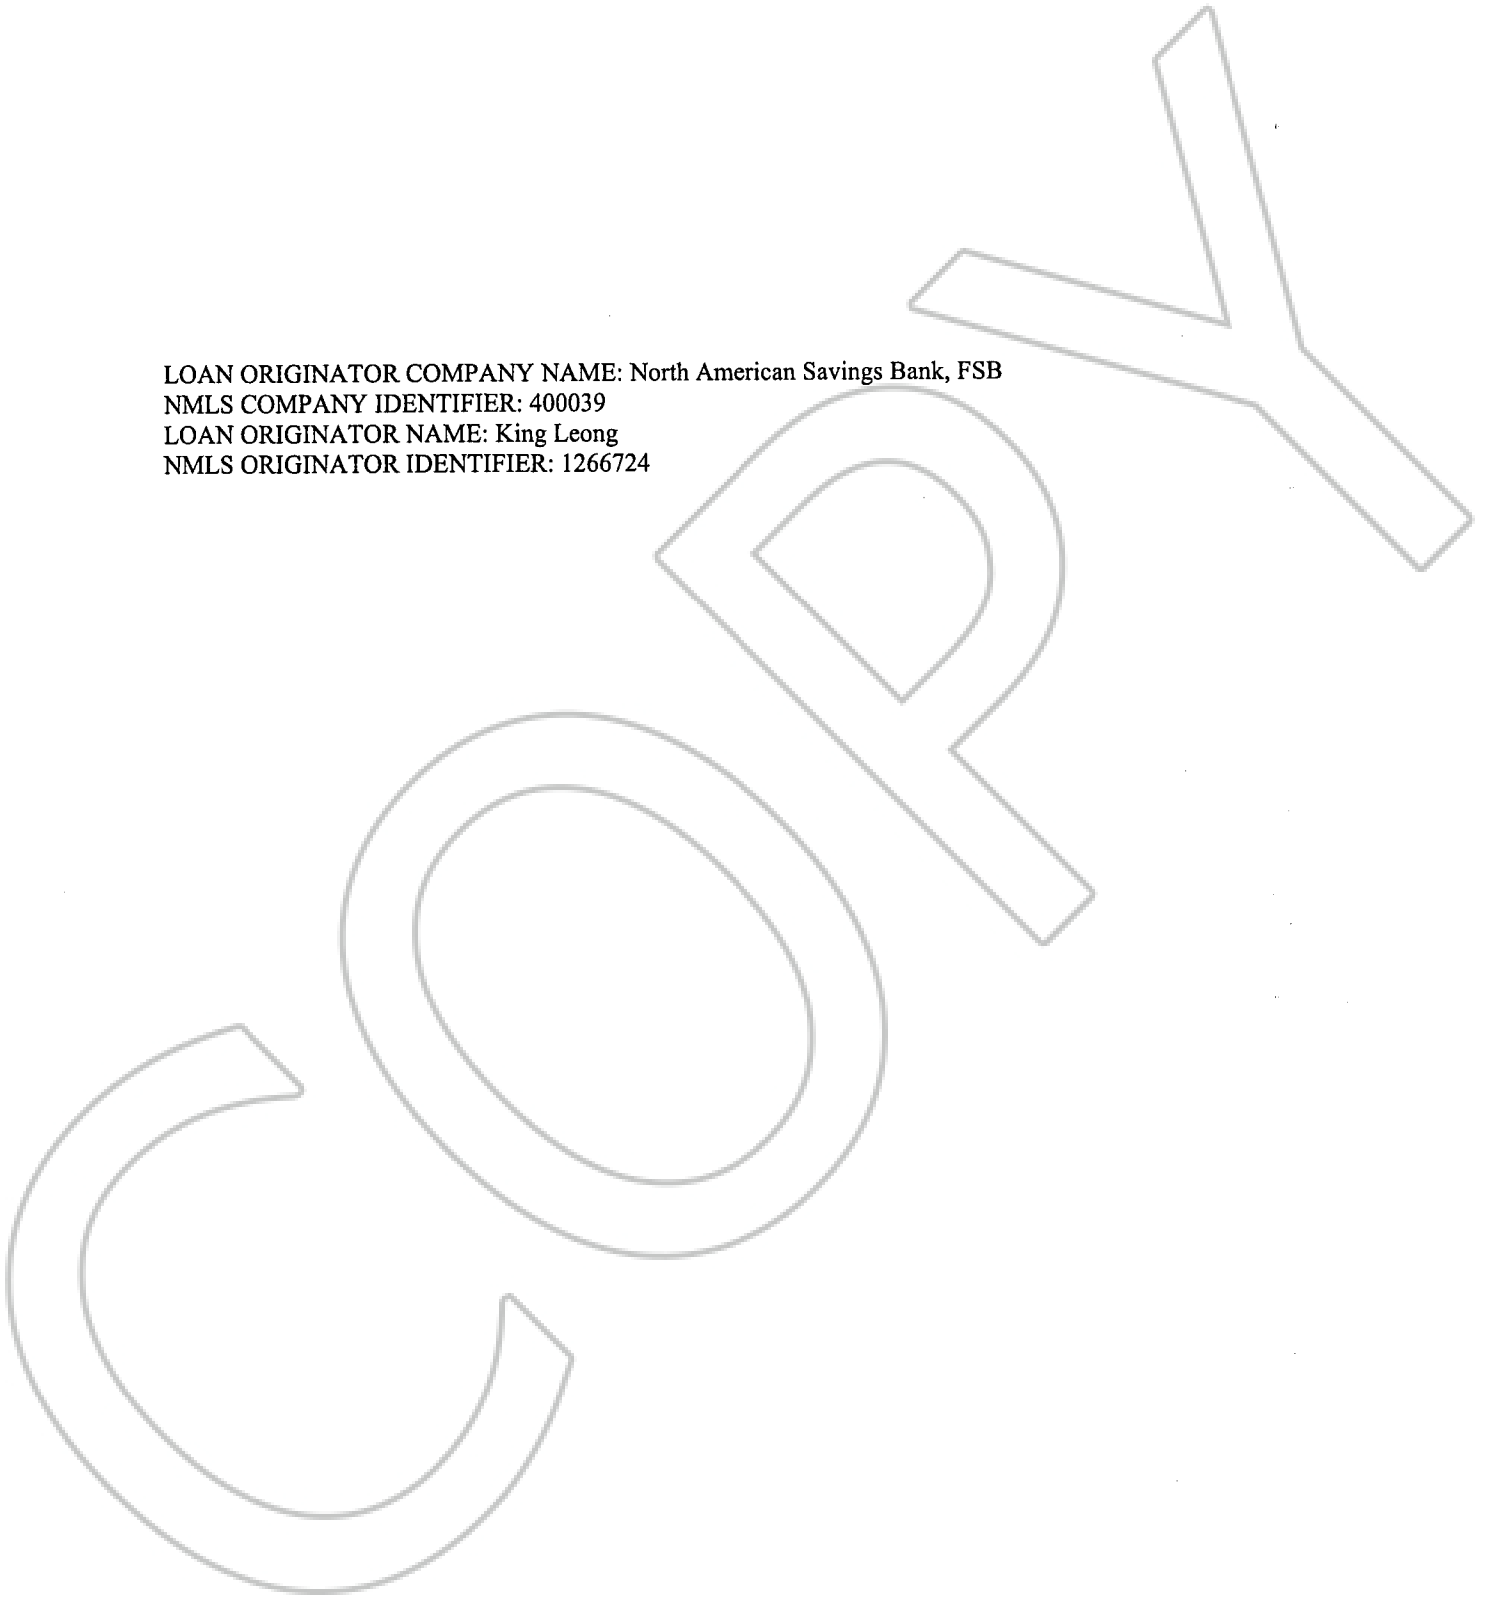 LOAN ORIGINATOR COMPANY NAME: North American Savings Bank, FSB
NMLS COMPANY IDENTIFIER: 400039
LOAN ORIGINATOR NAME: King Leong
NMLS ORIGINATOR IDENTIFIER: 1266724
COPY